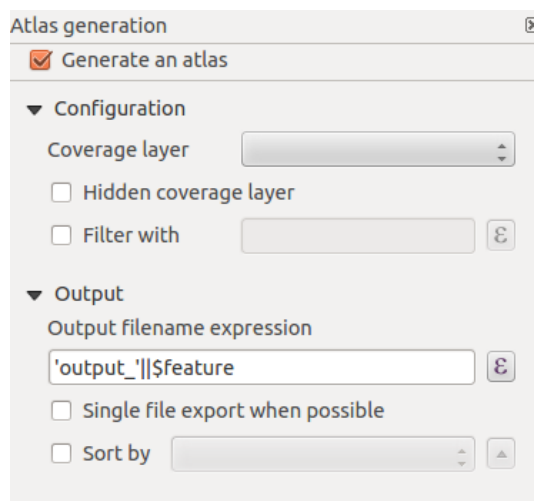 Atlas generation
Generate an atlas
Configuration
Coverage layer
Hidden coverage layer
Filter with
ε
Output
Output filename expression
'output_'||$feature
ε
Single file export when possible
Sort by